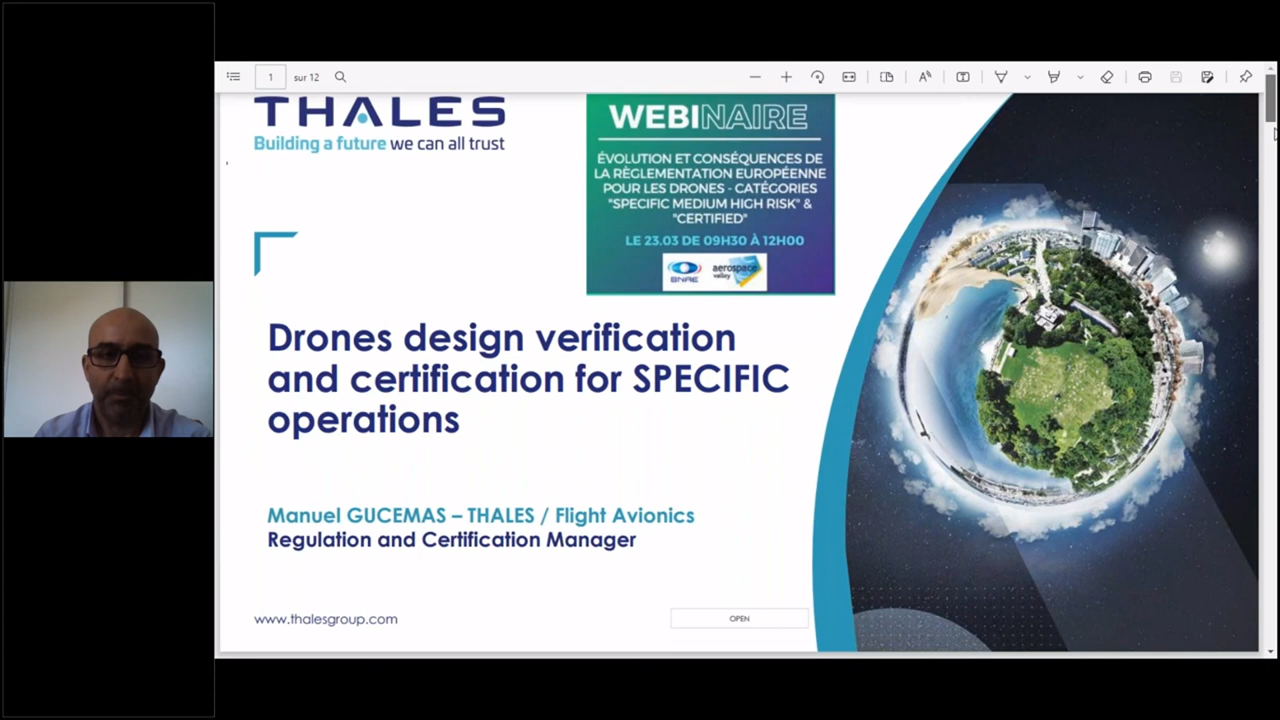 1 sur 12
THALES
Building a future we can all trust
WEBINAIRE
ÉVOLUTION ET CONSÉQUENCES DE
LA RÈGLEMENTATION EUROPÉENNE
POUR LES DRONES - CATÉGORIES
"SPECIFIC MEDIUM HIGH RISK" &
"CERTIFIED"
LE 23.03 DE 09H30 À 12H00
SNAE
aerospace
valley
Drones design verification
and certification for SPECIFIC
operations
Manuel GUCEMAS – THALES / Flight Avionics
Regulation and Certification Manager
www.thalesgroup.com
OPEN